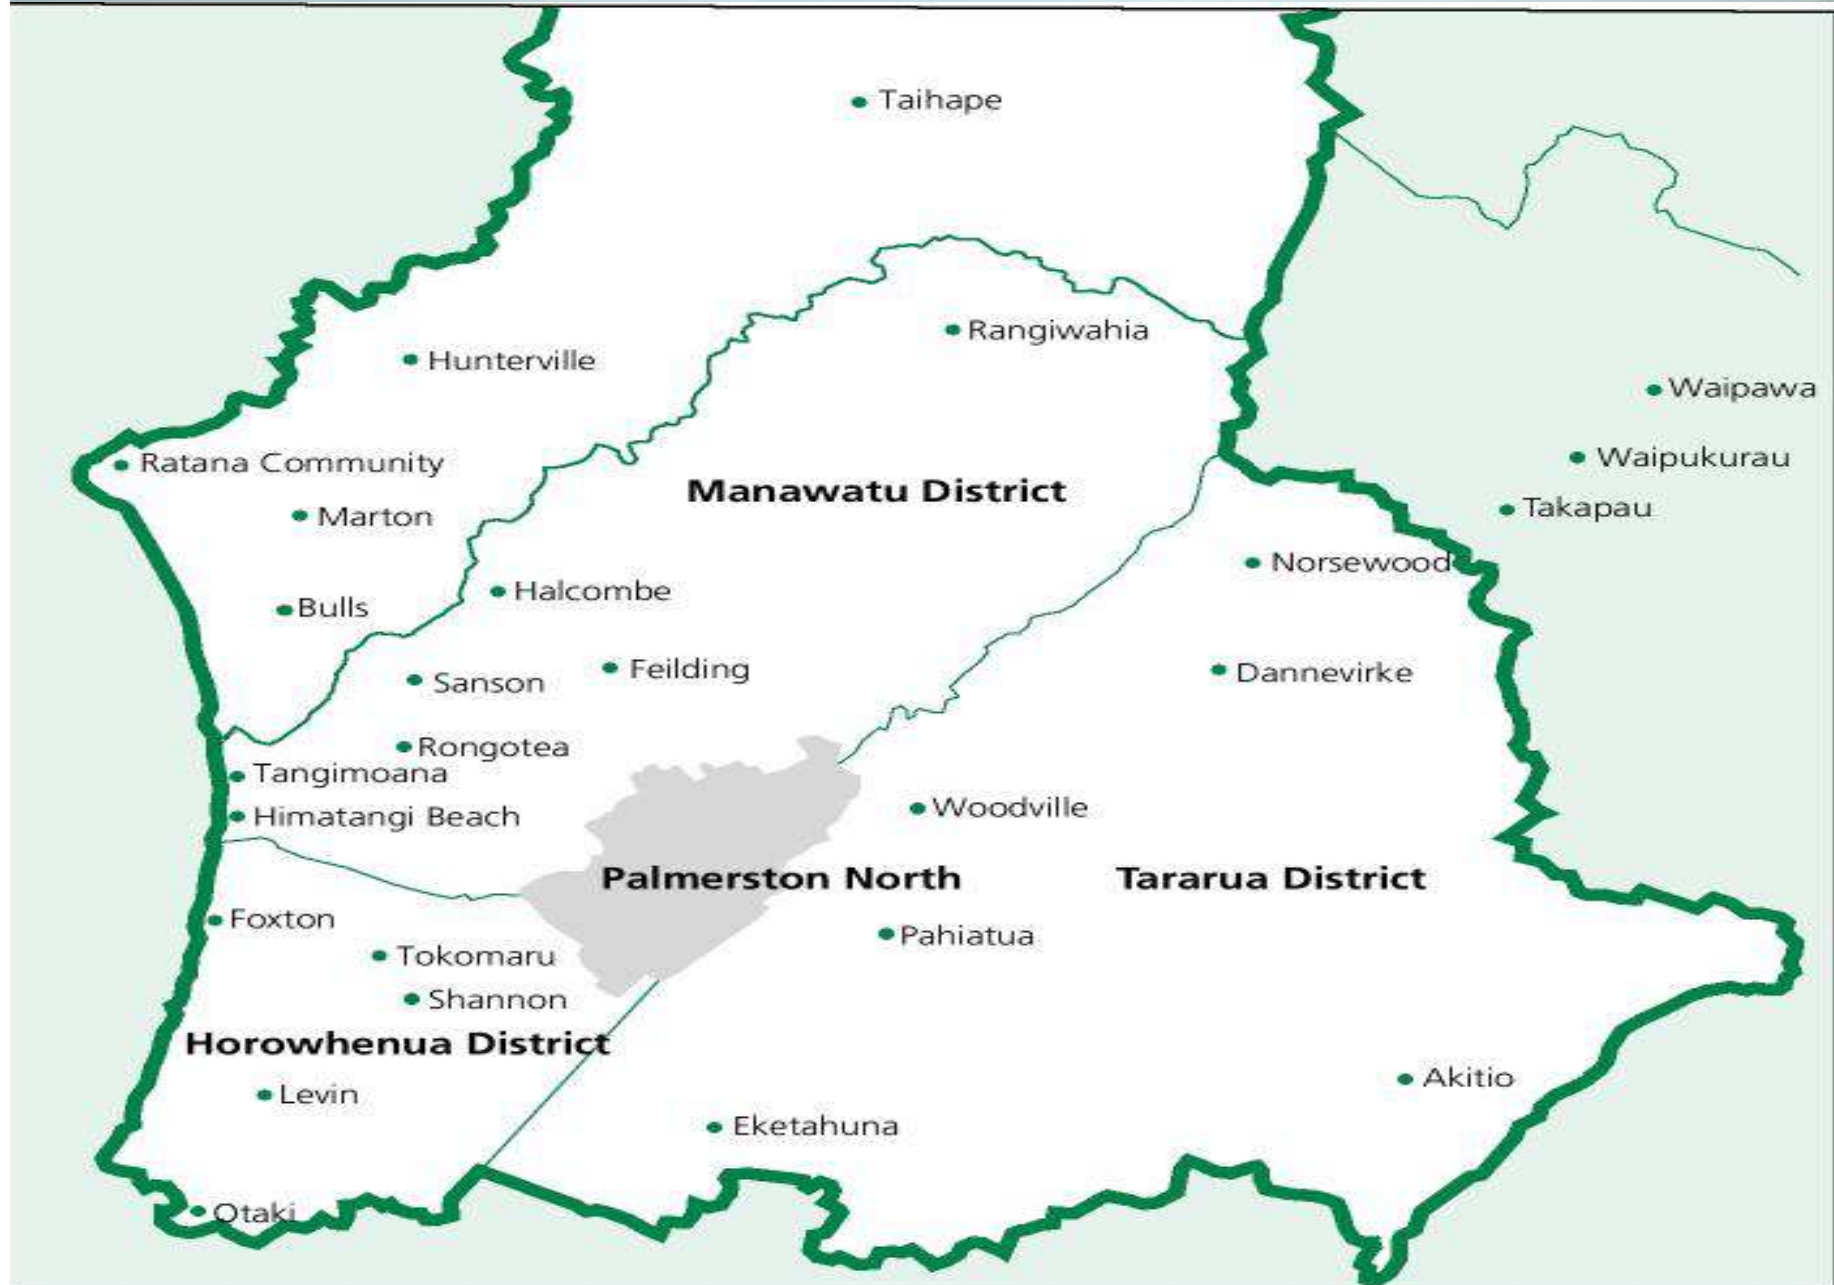 Taihape
Rangiwahia
Hunterville
Waipawa
Waipukurau
Ratana Community
Manawatu District
Takapau
Marton
Norsewood
Halcombe
Bulls
Feilding
Dannevirke
Sanson
Rongotea
Tangimoana
Woodville
Himatangi Beach
Palmerston North
Tararua District
Foxton
Pahiatua
Tokomaru
Shannon
Horowhenua District
Akitio
Levin
Eketahuna
Otaki